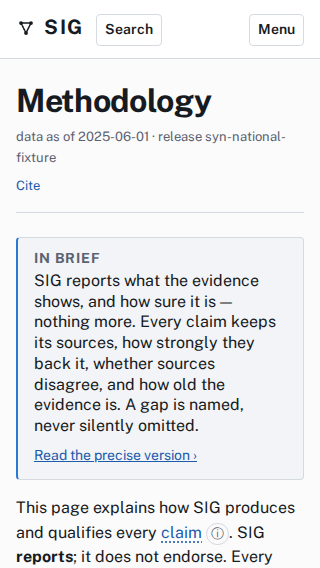 SIG
Search
Menu
Methodology
data as of 2025-06-01 · release syn-national-
fixture
Cite
IN BRIEF
SIG reports what the evidence
shows, and how sure it is —
nothing more. Every claim keeps
its sources, how strongly they
back it, whether sources
disagree, and how old the
evidence is. A gap is named,
never silently omitted.
Read the precise version ›
This page explains how SIG produces
and qualifies every claim ⓘ. SIG
reports; it does not endorse. Every